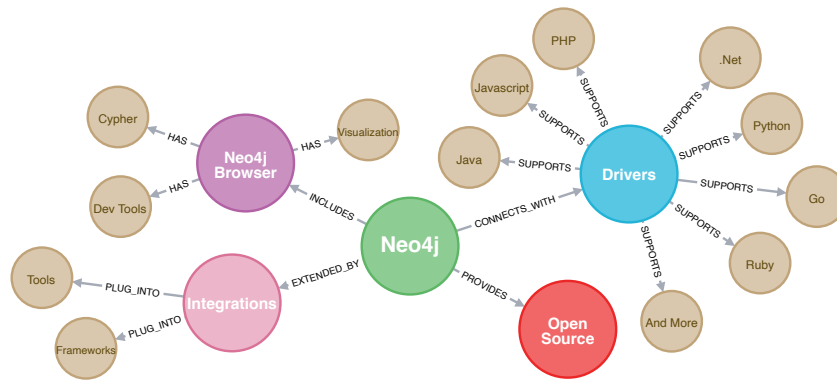 PHP
.Net
SUPPORTS
SUPPORTS
Javascript
SUPPORTS
Cypher
HAS
Visualization
HAS
Python
SUPPORTS
Neo4j
Browser
Java
SUPPORTS
Drivers
HAS
Dev Tools
SUPPORTS
Go
INCLUDES
CONNECTS_WITH
SUPPORTS
Neo4j
SUPPORTS
Ruby
EXTENDED_BY
Tools
PLUG_INTO
Integrations
PROVIDES
PLUG_INTO
Frameworks
Open
Source
And More